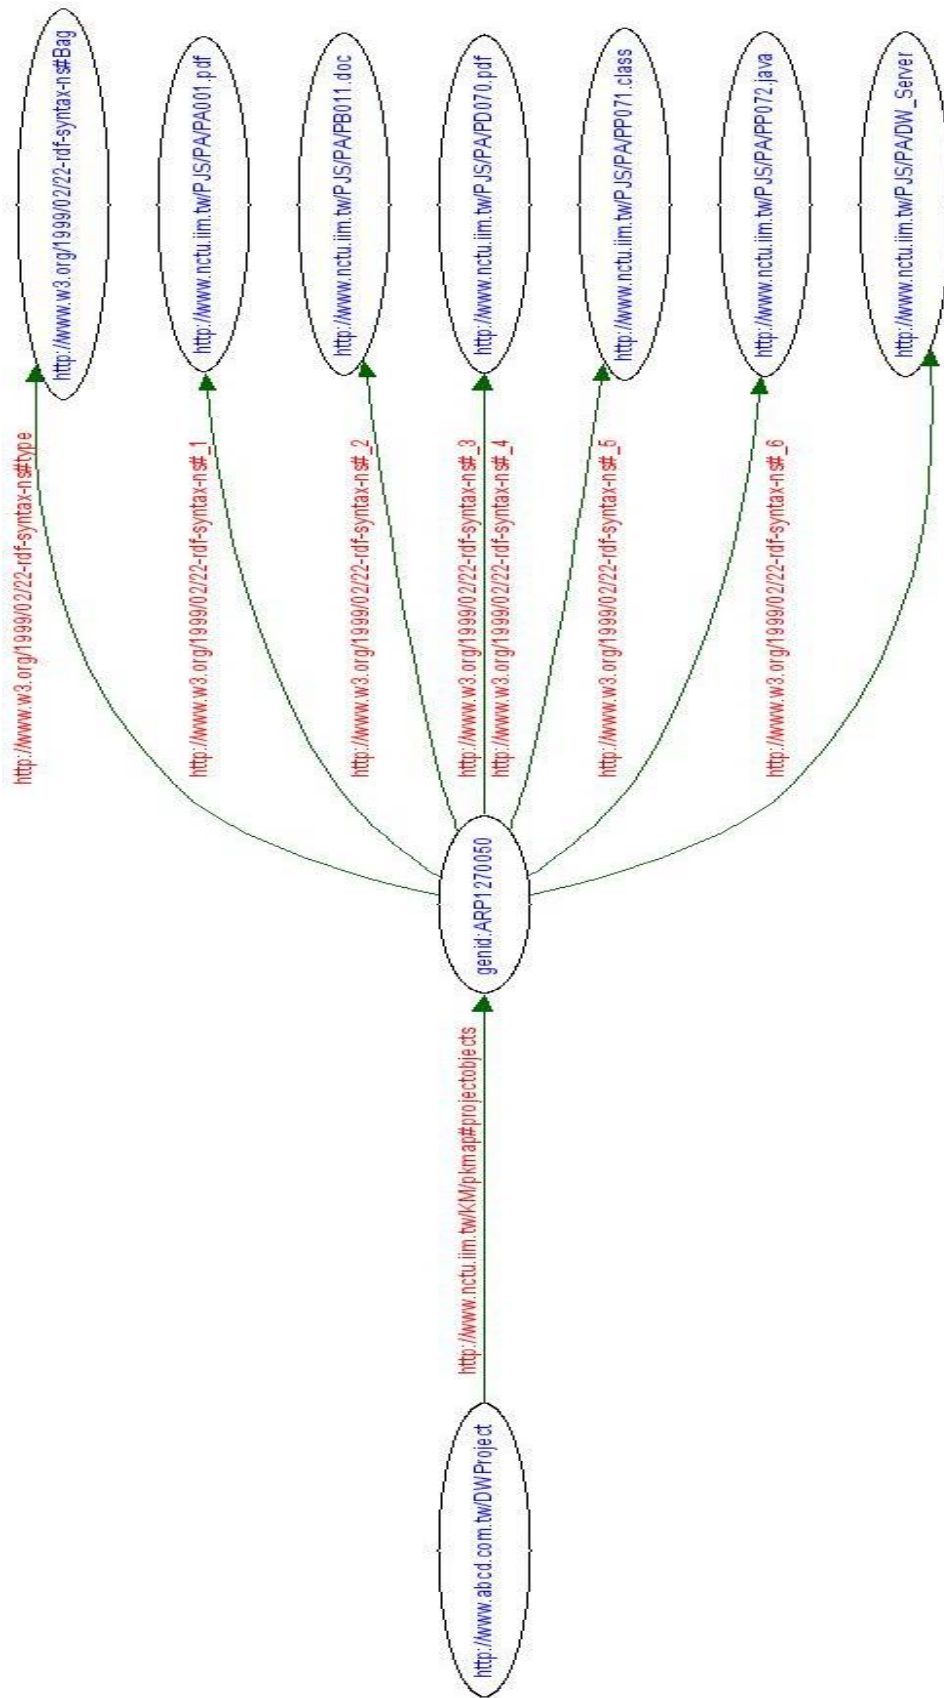 http://www.w3.org/1999/02/22-rdf-syntax-ns#Bag
http://www.w3.org/1999/02/22-rdf-syntax-ns#type
http://www.nctu.iim.tw/PJS/PA/PA001.pdf
http://www.w3.org/1999/02/22-rdf-syntax-ns#_1
http://www.nctu.iim.tw/PJS/PA/PB011.doc
http://www.w3.org/1999/02/22-rdf-syntax-ns#_2
http://www.abcd.com.tw/DWProject
http://www.nctu.iim.tw/KM/pkmap#projectobjects
genid:ARP1270050
http://www.w3.org/1999/02/22-rdf-syntax-ns#_3
http://www.nctu.iim.tw/PJS/PA/PD070.pdf
http://www.w3.org/1999/02/22-rdf-syntax-ns#_4
http://www.nctu.iim.tw/PJS/PA/PP071.class
http://www.w3.org/1999/02/22-rdf-syntax-ns#_5
http://www.nctu.iim.tw/PJS/PA/PP072.java
http://www.w3.org/1999/02/22-rdf-syntax-ns#_6
http://www.nctu.iim.tw/PJS/PA/DW_Server